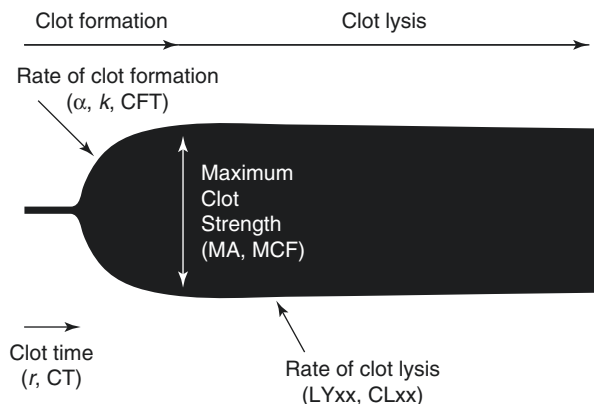 Clot formation
Clot lysis
Rate of clot formation
(α, k, CFT)
Maximum
Clot
Strength
(MA, MCF)
Clot time
(r, CT)
Rate of clot lysis
(LYxx, CLxx)